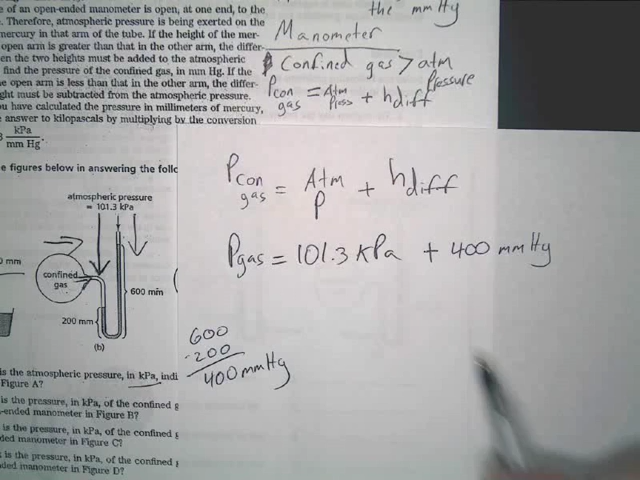 e of an open-ended manometer is open, at one end, to the
. Therefore, atmospheric pressure is being exerted on the
mercury in that arm of the tube. If the height of the mer-
open arm is greater than that in the other arm, the differ-
en the two heights must be added to the atmospheric
find the pressure of the confined gas, in mm Hg. If the
e open arm is less than that in the other arm, the differ-
ght must be subtracted from the atmospheric pressure.
ou have calculated the pressure in millimeters of mercury,
e answer to kilopascals by multiplying by the conversion
kPa
mm Hg
e figures below in answering the follo
the mmHg
Manometer
Confined gas > atm pressure
Pcon gas = Atm Press + hdiff
Pcon gas = Atm P + hdiff
Pgas = 101.3 kPa + 400 mmHg
atmospheric pressure
= 101.3 kPa
0 mm
confined
gas
600 mm
200 mm
(b)
600
-200
400 mmHg
is the atmospheric pressure, in kPa, indi
Figure A?
is the pressure, in kPa, of the confined g
-ended manometer in Figure B?
is the pressure, in kPa, of the confined g
ded manometer in Figure C?
t is the pressure, in kPa, of the confined g
ded manometer in Figure D?